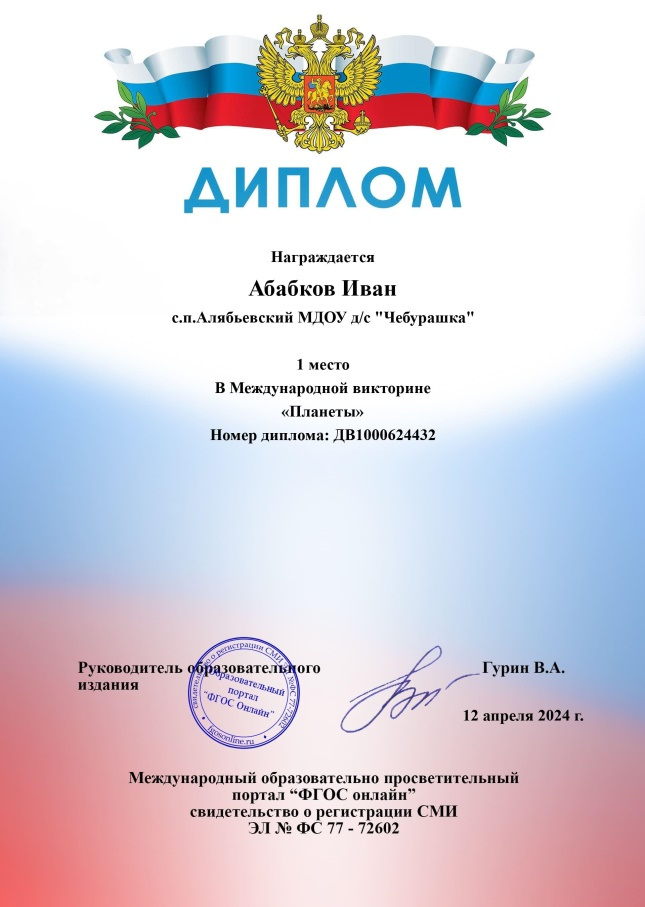 ДИПЛОМ
Награждается
Абабков Иван
с.п.Алябьевский МДОУ д/с "Чебурашка"
1 место
В Международной викторине
«Планеты»
Номер диплома: ДВ1000624432
Руководитель образовательного
издания
Гурин В.А.
свидетельство о регистрации СМИ ЭЛ №ФС 77-72602
Образовательный
портал
"ФГОС Онлайн"
fgosonline.ru
12 апреля 2024 г.
Международный образовательно просветительный
портал “ФГОС онлайн”
свидетельство о регистрации СМИ
ЭЛ № ФС 77 - 72602